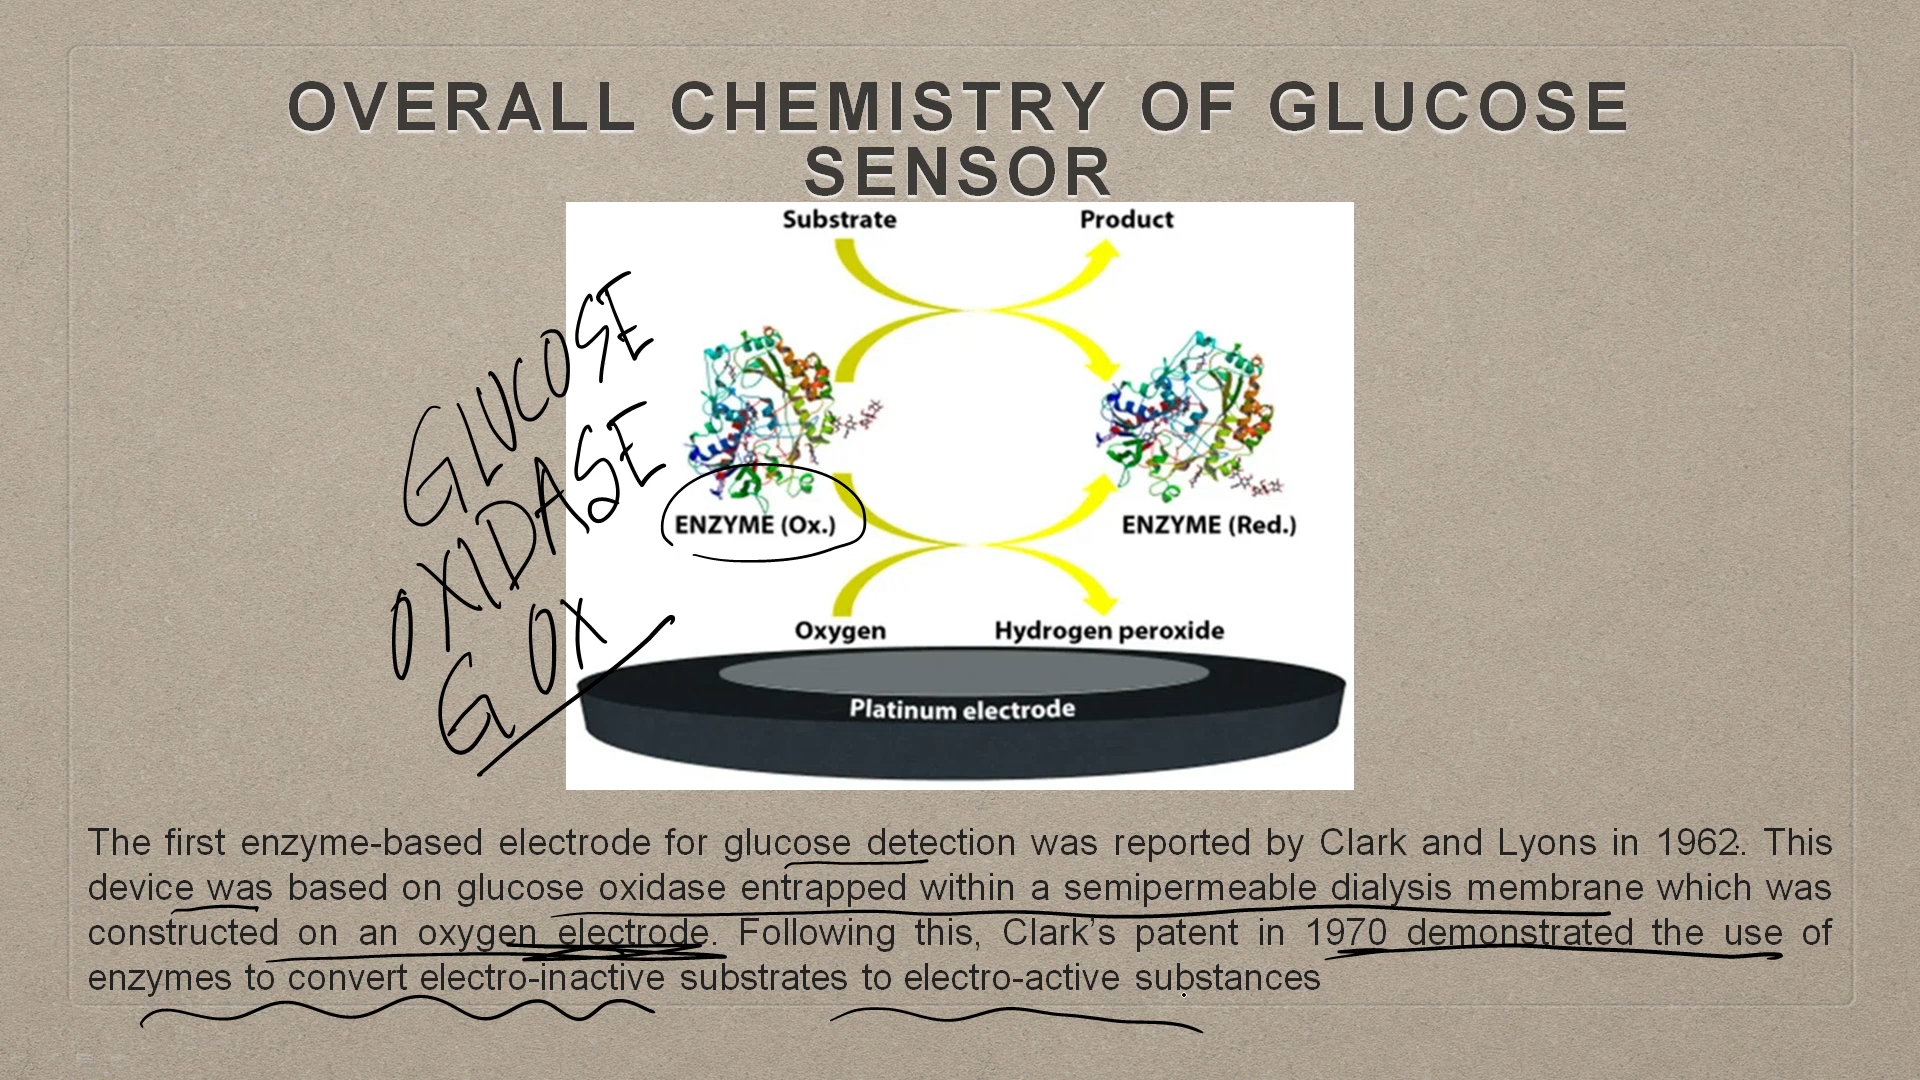 OVERALL CHEMISTRY OF GLUCOSE
SENSOR
Substrate
Product
GLUCOSE
OXIDASE
G OX
ENZYME (Ox.)
ENZYME (Red.)
Oxygen
Hydrogen peroxide
Platinum electrode
The first enzyme-based electrode for glucose detection was reported by Clark and Lyons in 1962. This
device was based on glucose oxidase entrapped within a semipermeable dialysis membrane which was
constructed on an oxygen electrode. Following this, Clark's patent in 1970 demonstrated the use of
enzymes to convert electro-inactive substrates to electro-active substances